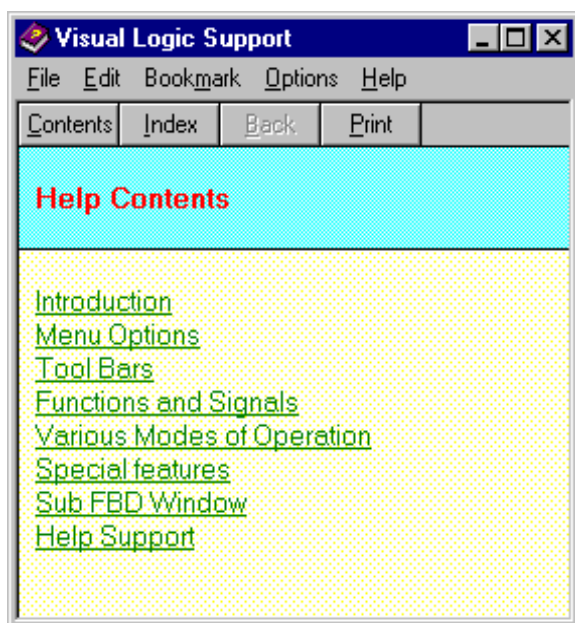 Visual Logic Support
File Edit Bookmark Options Help
Contents Index Back Print
Help Contents
Introduction
Menu Options
Tool Bars
Functions and Signals
Various Modes of Operation
Special features
Sub FBD Window
Help Support